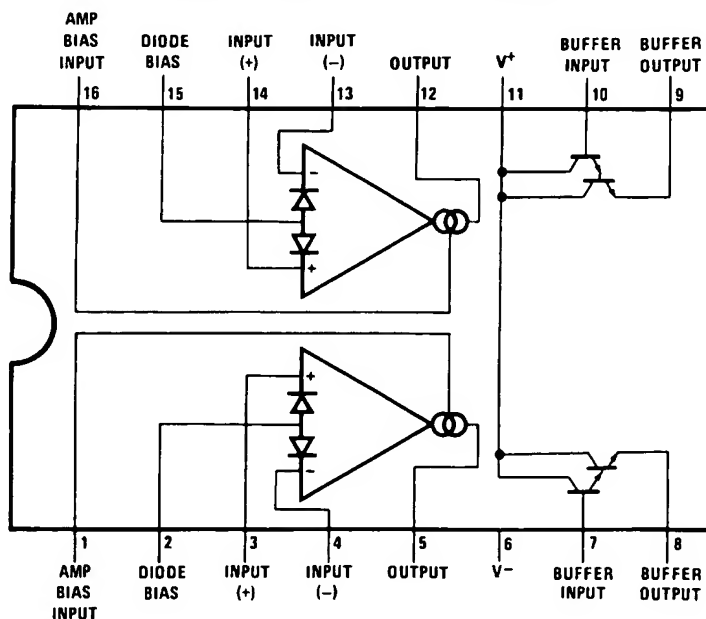 AMP BIAS INPUT
DIODE BIAS
INPUT (+)
INPUT (−)
OUTPUT
V+
BUFFER INPUT
BUFFER OUTPUT
16 15 14 13 12 11 10 9
−
+
+
−
1 2 3 4 5 6 7 8
AMP BIAS INPUT
DIODE BIAS
INPUT (+)
INPUT (−)
OUTPUT
V−
BUFFER INPUT
BUFFER OUTPUT